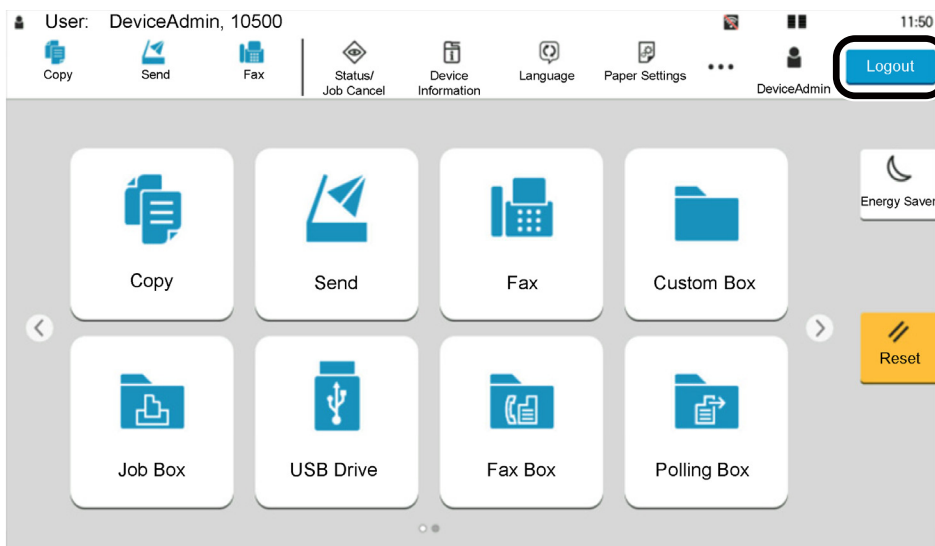 User: DeviceAdmin, 10500 11:50
Copy Send Fax Status/ Job Cancel Device Information Language Paper Settings DeviceAdmin Logout
Energy Saver
Copy Send Fax Custom Box
Reset
Job Box USB Drive Fax Box Polling Box